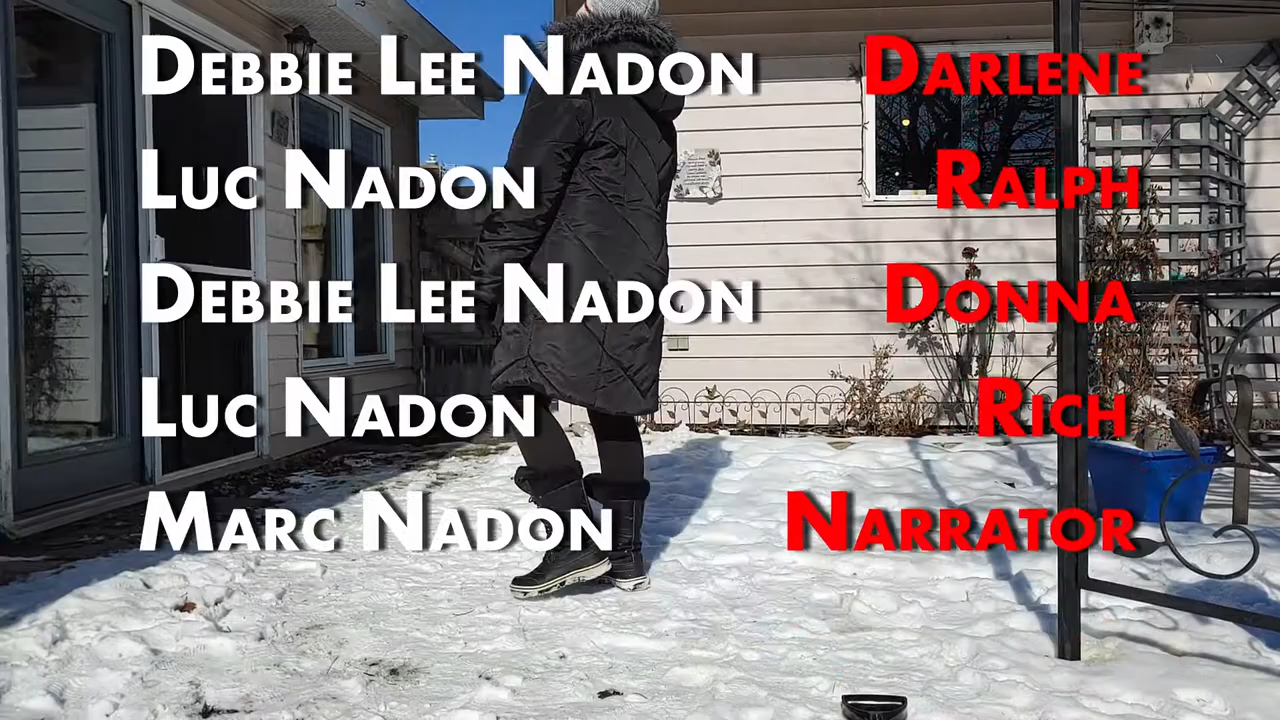 Debbie Lee Nadon Darlene
Luc Nadon Ralph
Debbie Lee Nadon Donna
Luc Nadon Rich
Marc Nadon Narrator